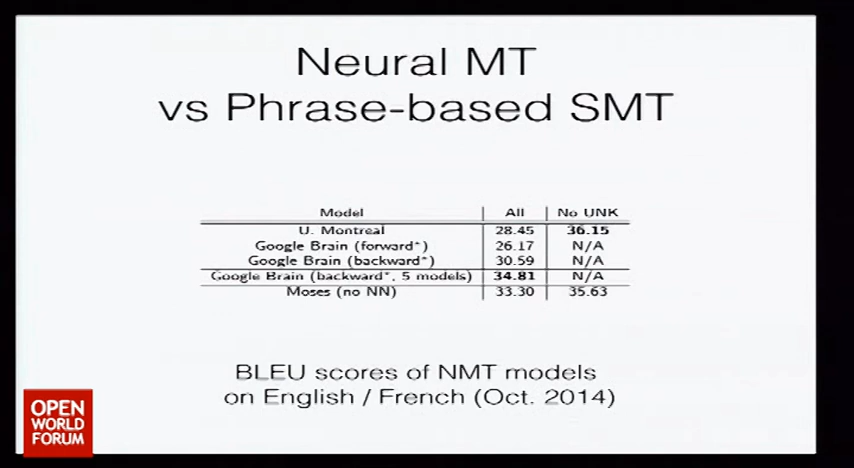 Neural MT
vs Phrase-based SMT
Model All No UNK
U. Montreal 28.45 36.15
Google Brain (forward*) 26.17 N/A
Google Brain (backward*) 30.59 N/A
Google Brain (backward*, 5 models) 34.81 N/A
Moses (no NN) 33.30 35.63
BLEU scores of NMT models
on English / French (Oct. 2014)
OPEN
WORLD
FORUM